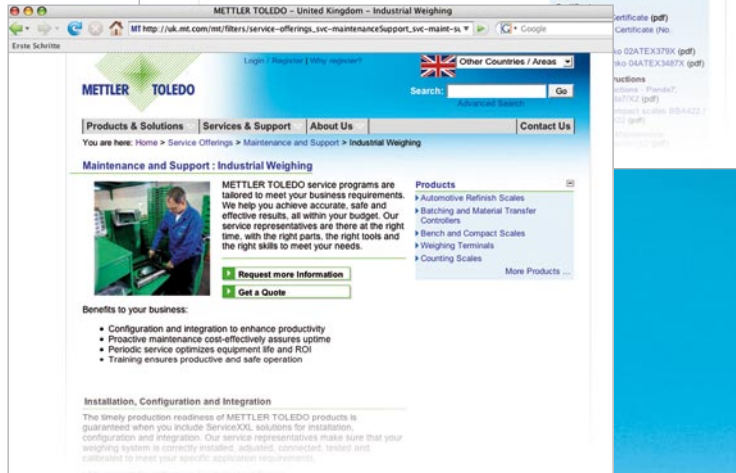 METTLER TOLEDO – United Kingdom – Industrial Weighing
MT http://uk.mt.com/mt/filters/service-offerings_svc-maintenanceSupport_svc-maint-su
Google
Erste Schritte
Login / Register | Why register?
Other Countries / Areas
METTLER TOLEDO
Search:
Go
Advanced Search
Products & Solutions
Services & Support
About Us
Contact Us
You are here: Home > Service Offerings > Maintenance and Support > Industrial Weighing
Maintenance and Support : Industrial Weighing
METTLER TOLEDO service programs are
tailored to meet your business requirements.
We help you achieve accurate, safe and
effective results, all within your budget. Our
service representatives are there at the right
time, with the right parts, the right tools and
the right skills to meet your needs.
Request more Information
Get a Quote
Products
Automotive Refinish Scales
Batching and Material Transfer
Controllers
Bench and Compact Scales
Weighing Terminals
Counting Scales
More Products ...
Benefits to your business:
• Configuration and integration to enhance productivity
• Proactive maintenance cost-effectively assures uptime
• Periodic service optimizes equipment life and ROI
• Training ensures productive and safe operation
Installation, Configuration and Integration
The timely production readiness of METTLER TOLEDO products is
guaranteed when you include ServiceXXL solutions for installation,
configuration and integration. Our service representatives make sure that your
weighing system is correctly installed, adjusted, connected, tested and
calibrated to meet your specific application requirements.
Certificate (pdf)
Certificate (No.
ko 02ATEX379X (pdf)
ko 04ATEX3487X (pdf)